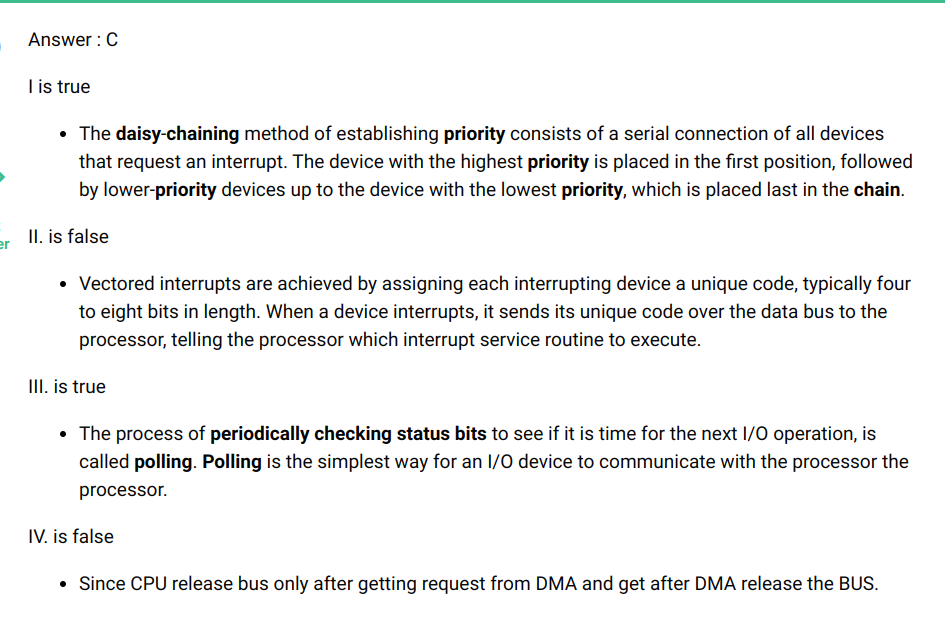 Answer : C
I is true
• The daisy-chaining method of establishing priority consists of a serial connection of all devices
that request an interrupt. The device with the highest priority is placed in the first position, followed
by lower-priority devices up to the device with the lowest priority, which is placed last in the chain.
er
II. is false
• Vectored interrupts are achieved by assigning each interrupting device a unique code, typically four
to eight bits in length. When a device interrupts, it sends its unique code over the data bus to the
processor, telling the processor which interrupt service routine to execute.
III. is true
• The process of periodically checking status bits to see if it is time for the next I/O operation, is
called polling. Polling is the simplest way for an I/O device to communicate with the processor the
processor.
IV. is false
• Since CPU release bus only after getting request from DMA and get after DMA release the BUS.